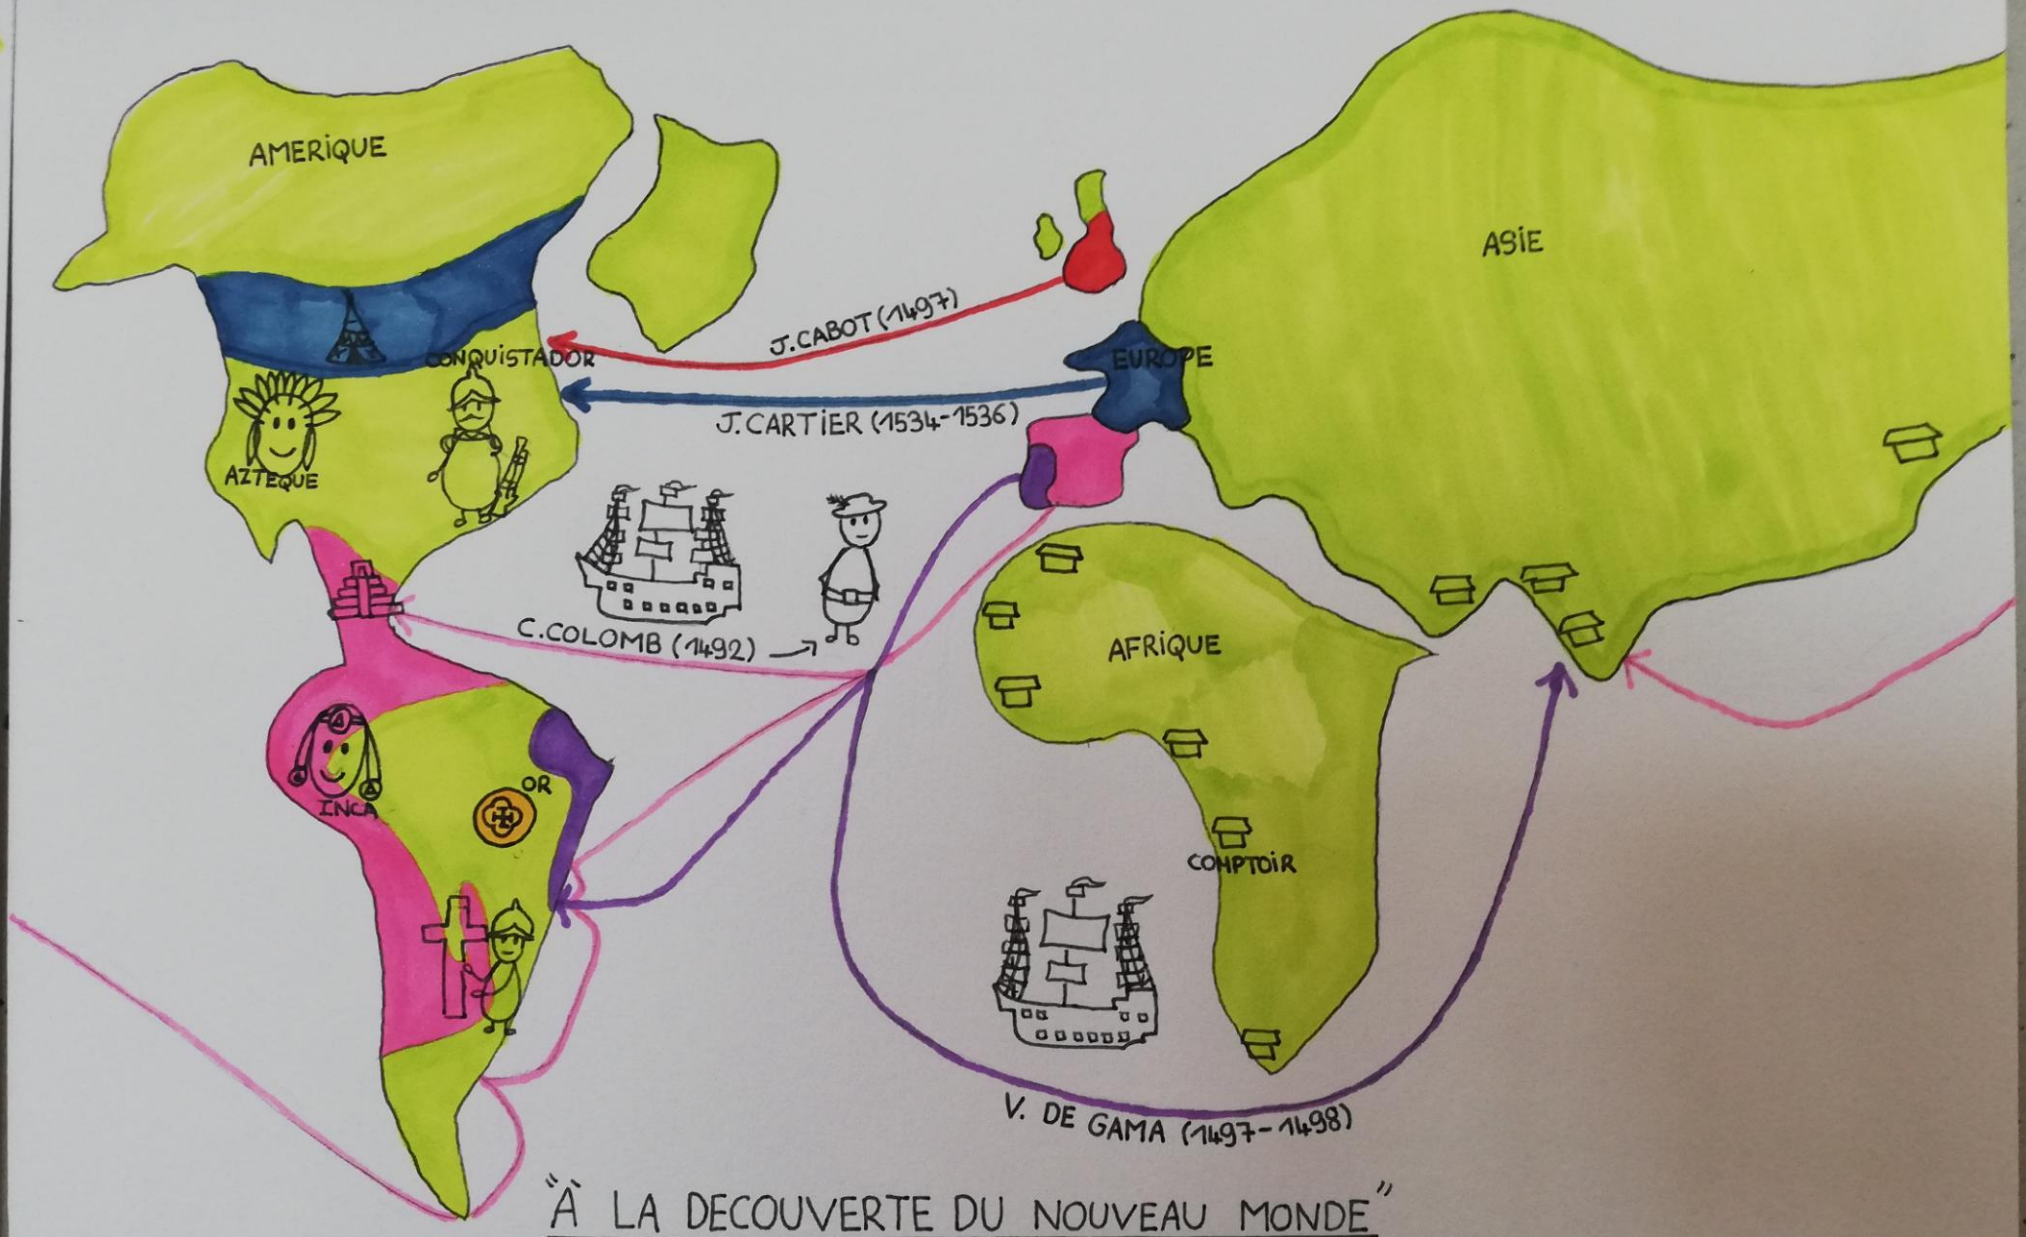 AMERIQUE
ASIE
J.CABOT (1497)
EUROPE
CONQUISTADOR
J.CARTIER (1534-1536)
AZTEQUE
C.COLOMB (1492)
AFRIQUE
OR
INCA
COMPTOIR
V. DE GAMA (1497-1498)
"À LA DECOUVERTE DU NOUVEAU MONDE"